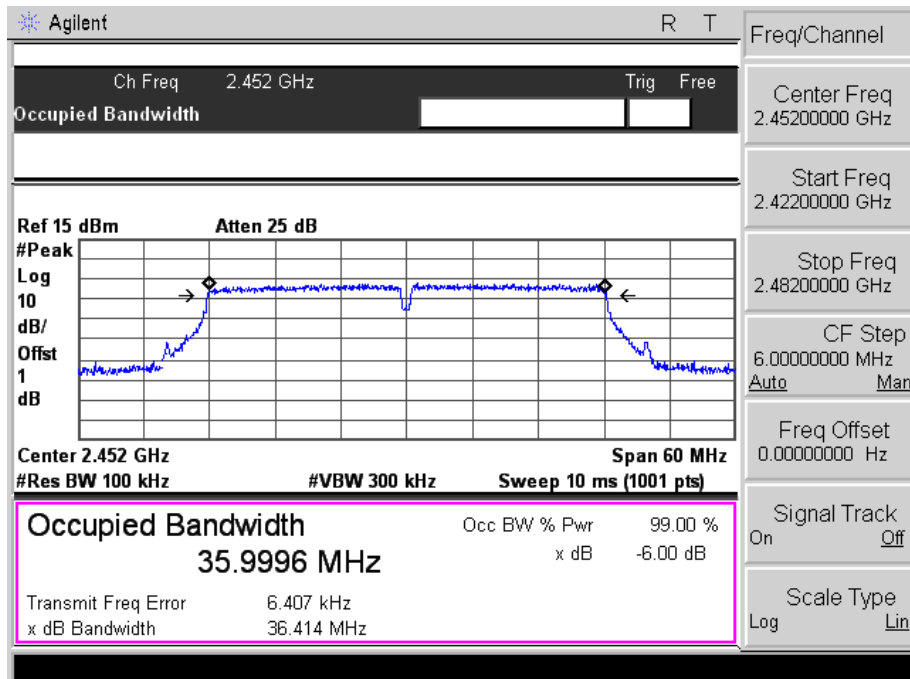 Agilent R T
Freq/Channel
Ch Freq 2.452 GHz Trig Free
Occupied Bandwidth
Center Freq
2.45200000 GHz
Start Freq
2.42200000 GHz
Stop Freq
2.48200000 GHz
CF Step
6.00000000 MHz
Auto Man
Freq Offset
0.00000000 Hz
Signal Track
On Off
Scale Type
Log Lin
Ref 15 dBm Atten 25 dB
#Peak
Log
10
dB/
Offst
1
dB
Center 2.452 GHz Span 60 MHz
#Res BW 100 kHz #VBW 300 kHz Sweep 10 ms (1001 pts)
Occupied Bandwidth Occ BW % Pwr 99.00 %
35.9996 MHz x dB -6.00 dB
Transmit Freq Error 6.407 kHz
x dB Bandwidth 36.414 MHz